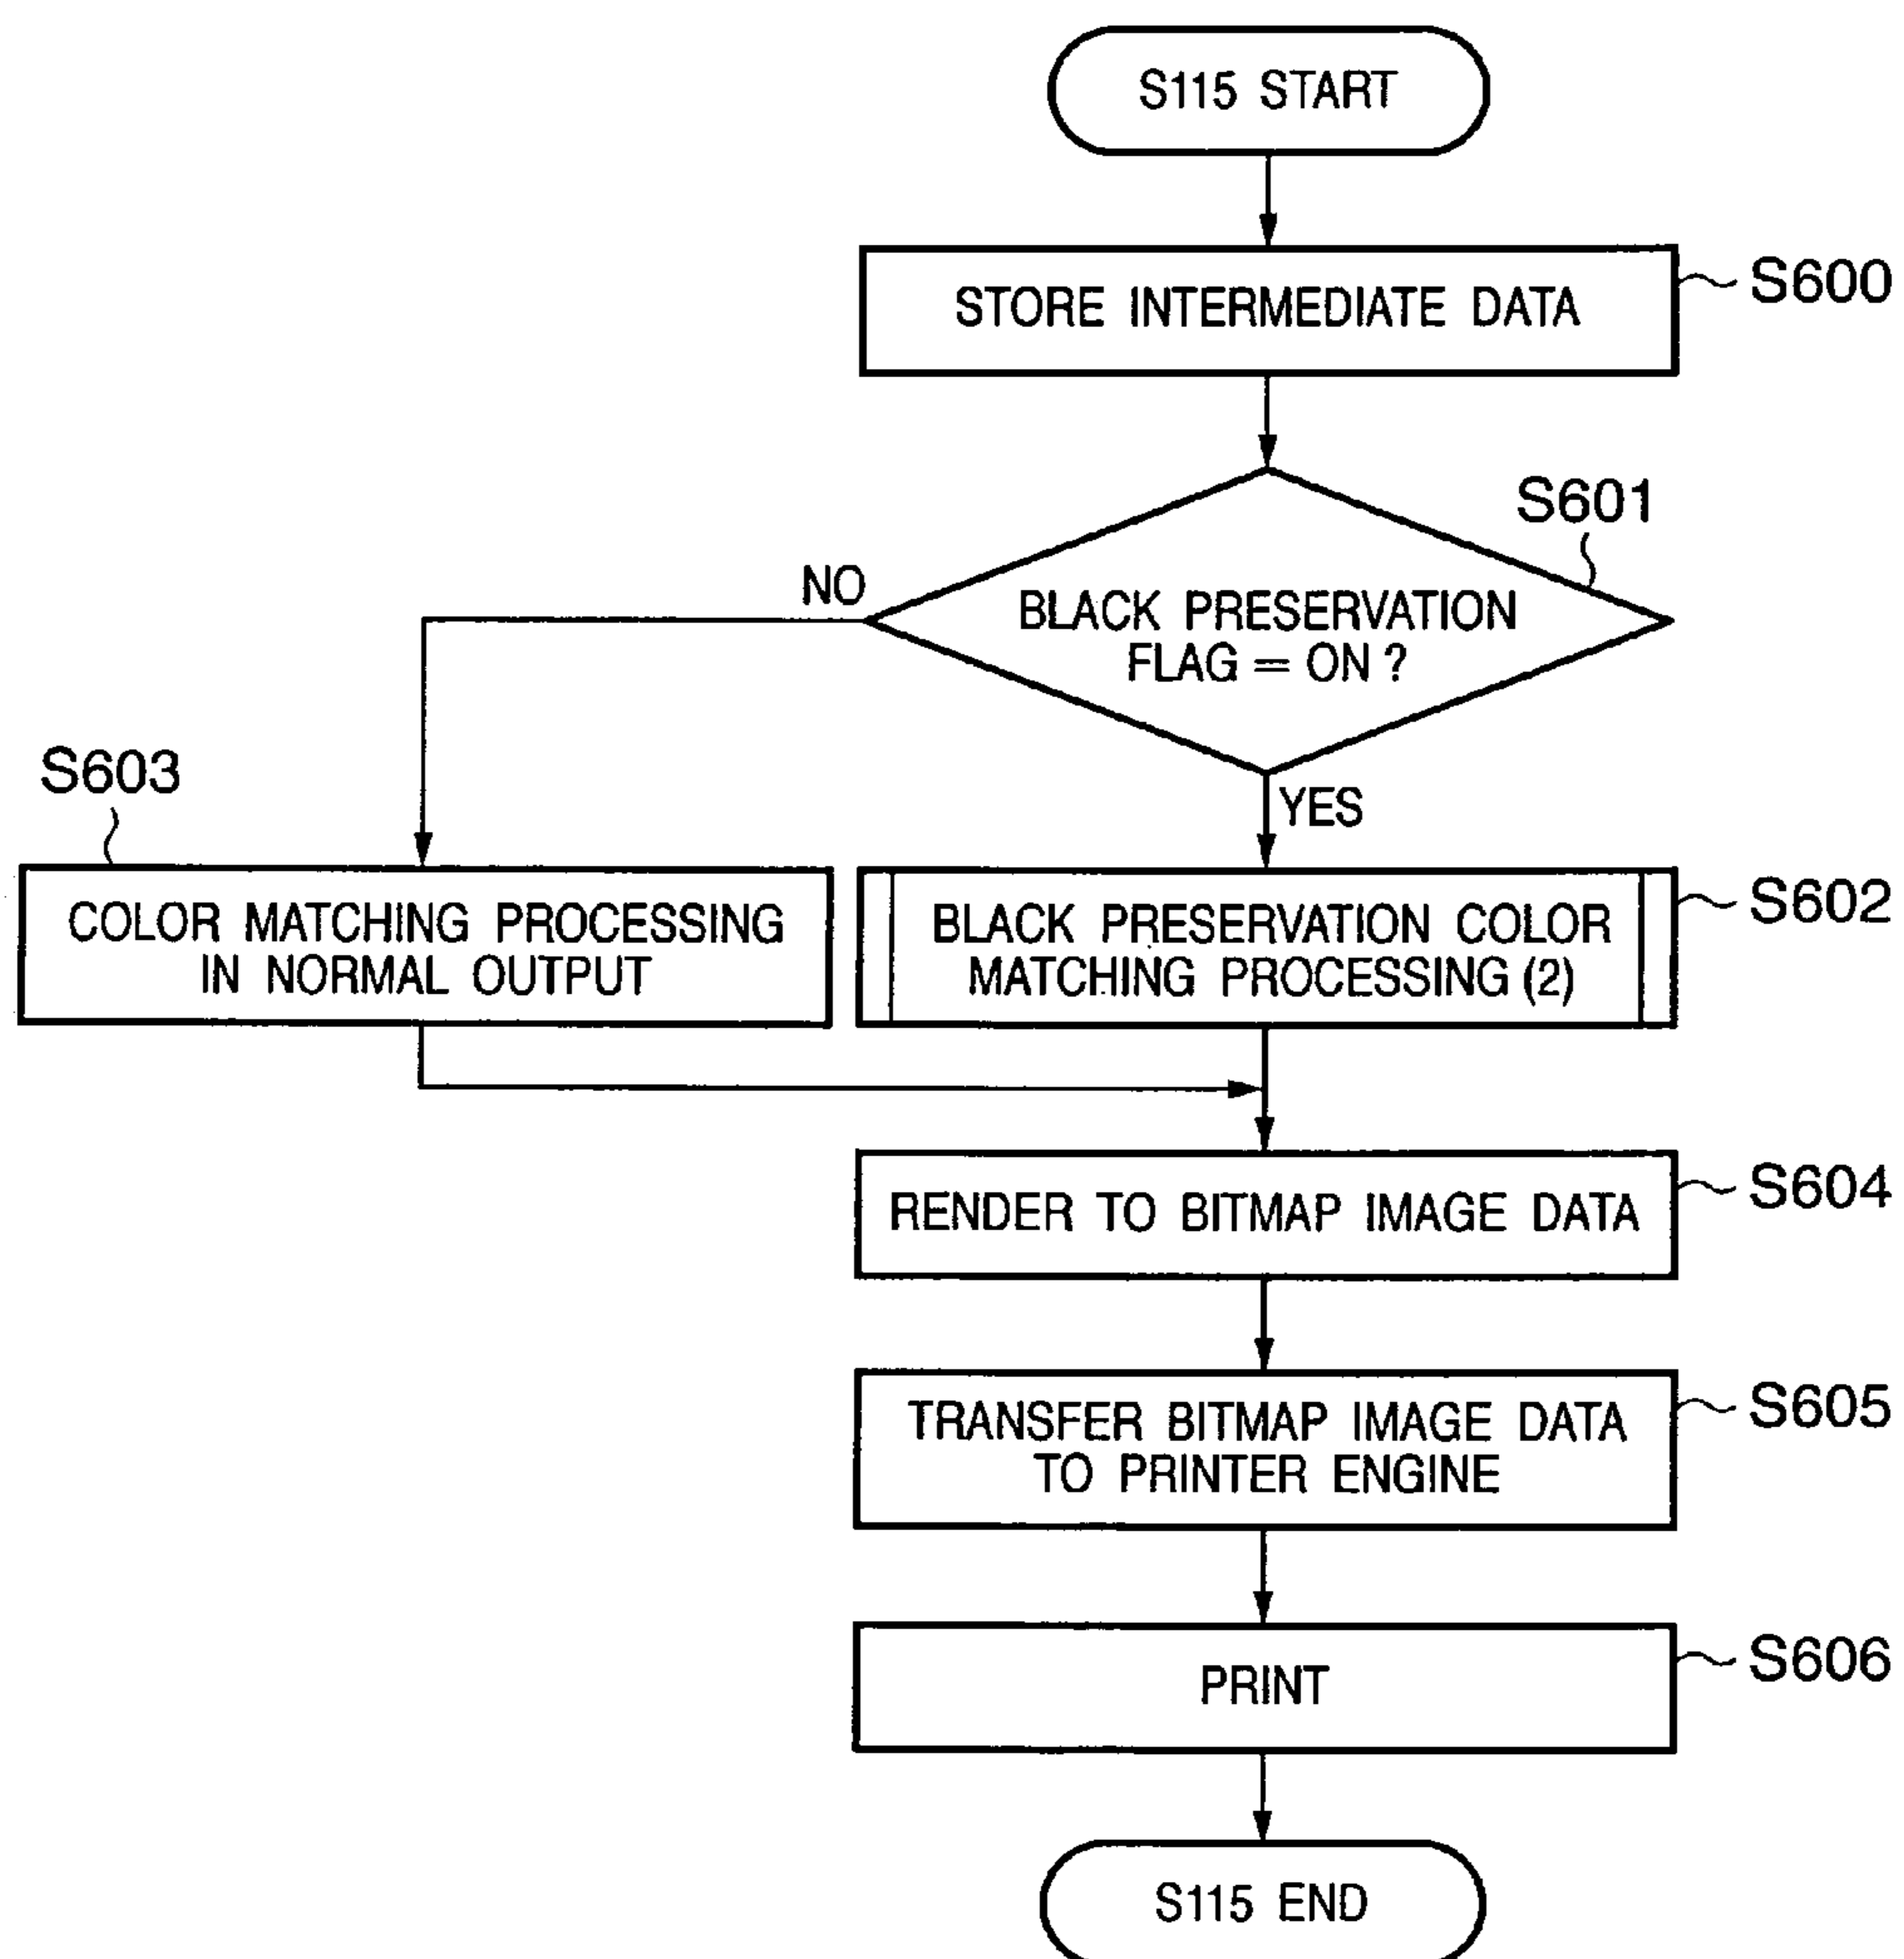 S115 START
STORE INTERMEDIATE DATA
S600
S601
BLACK PRESERVATION
FLAG = ON ?
NO
YES
S603
COLOR MATCHING PROCESSING
IN NORMAL OUTPUT
BLACK PRESERVATION COLOR
MATCHING PROCESSING (2)
S602
RENDER TO BITMAP IMAGE DATA
S604
TRANSFER BITMAP IMAGE DATA
TO PRINTER ENGINE
S605
PRINT
S606
S115 END